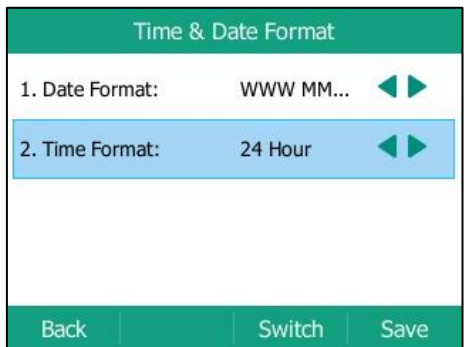 Time & Date Format
1. Date Format: WWW MM...
2. Time Format: 24 Hour
Back Switch Save